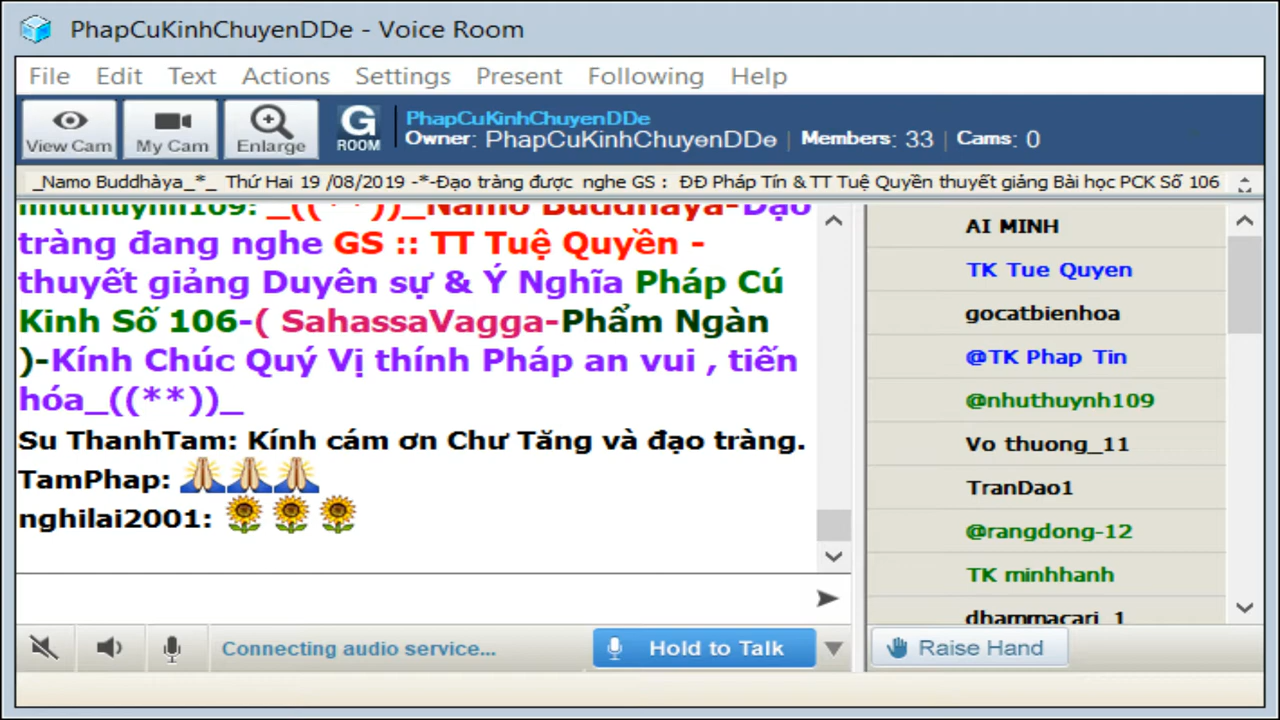 PhapCuKinhChuyenDDe - Voice Room
File Edit Text Actions Settings Present Following Help
View Cam My Cam Enlarge G ROOM
PhapCuKinhChuyenDDe
Owner: PhapCuKinhChuyenDDe | Members: 33 | Cams: 0
_Namo Buddhàya_*_ Thứ Hai 19 /08/2019 -*-Đạo tràng được nghe GS : ĐĐ Pháp Tín & TT Tuệ Quyền thuyết giảng Bài học PCK Số 106
nhuthuynh109: _((**))_Namo Buddhaya-Đạo
tràng đang nghe GS :: TT Tuệ Quyền -
thuyết giảng Duyên sự & Ý Nghĩa Pháp Cú
Kinh Số 106-( SahassaVagga-Phẩm Ngàn
)-Kính Chúc Quý Vị thính Pháp an vui , tiến
hóa_((**))_
Su ThanhTam: Kính cám ơn Chư Tăng và đạo tràng.
TamPhap: 🙏🙏🙏
nghilai2001: 🌻🌻🌻
AI MINH
TK Tue Quyen
gocatbienhoa
@TK Phap Tin
@nhuthuynh109
Vo thuong_11
TranDao1
@rangdong-12
TK minhhanh
dhammacari_1
Connecting audio service...
Hold to Talk
Raise Hand